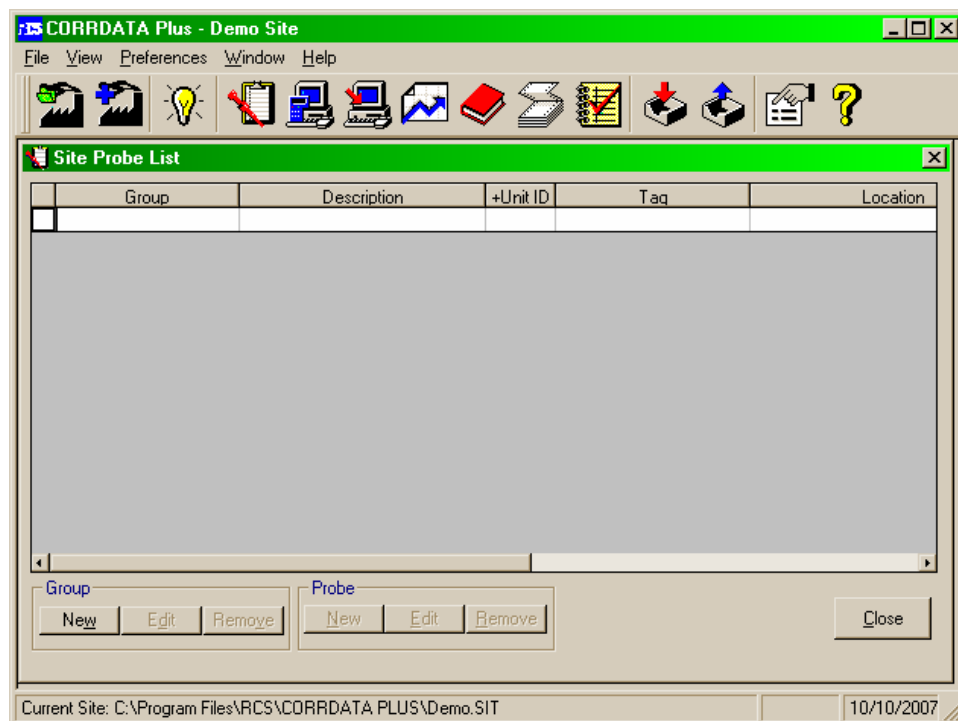 CORRDATA Plus - Demo Site
File View Preferences Window Help
Site Probe List
Group Description +Unit ID Tag Location
Group Probe
New Edit Remove New Edit Remove Close
Current Site: C:\Program Files\RCS\CORRDATA PLUS\Demo.SIT 10/10/2007